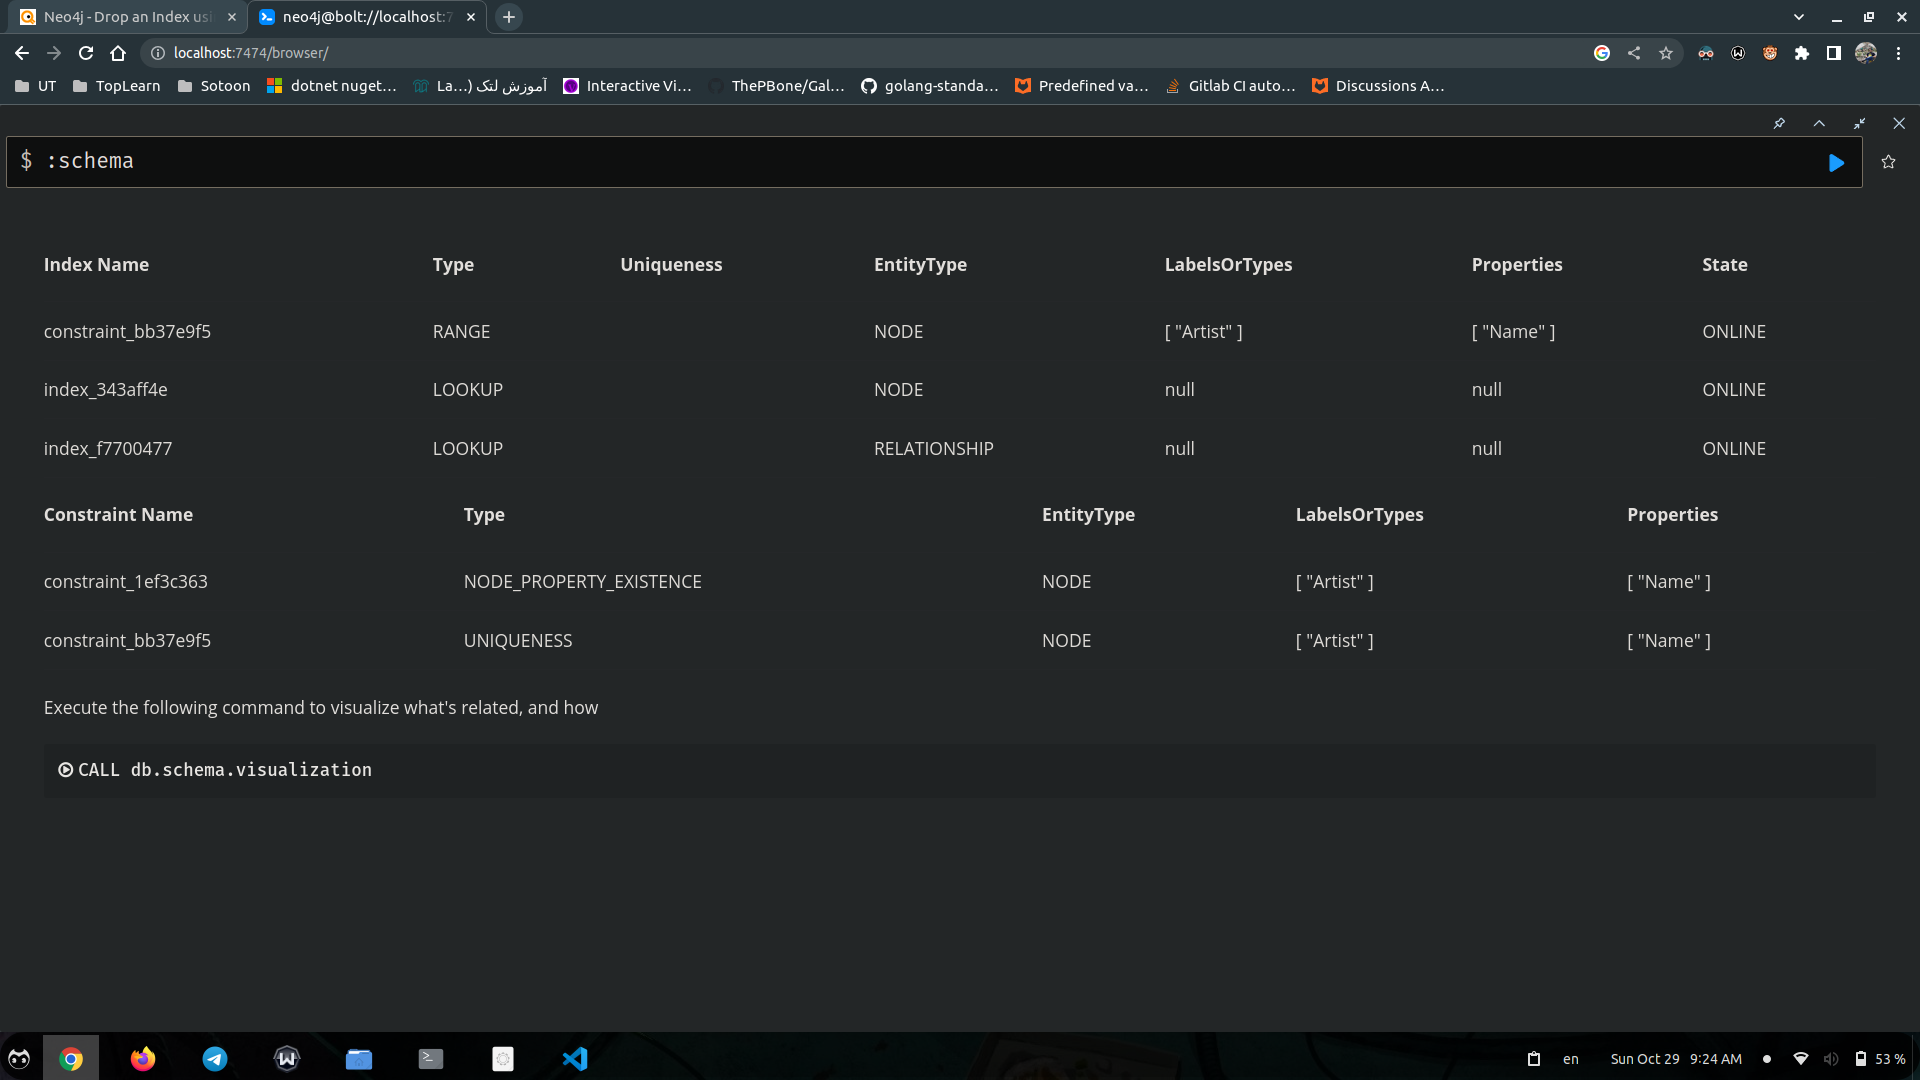 Neo4j - Drop an Index usi
neo4j@bolt://localhost:7
localhost:7474/browser/
UT
TopLearn
Sotoon
dotnet nuget...
آموزش لتک (...La
Interactive Vi...
ThePBone/Gal...
golang-standa...
Predefined va...
Gitlab CI auto...
Discussions A...
$ :schema
Index Name Type Uniqueness EntityType LabelsOrTypes Properties State
constraint_bb37e9f5 RANGE NODE [ "Artist" ] [ "Name" ] ONLINE
index_343aff4e LOOKUP NODE null null ONLINE
index_f7700477 LOOKUP RELATIONSHIP null null ONLINE
Constraint Name Type EntityType LabelsOrTypes Properties
constraint_1ef3c363 NODE_PROPERTY_EXISTENCE NODE [ "Artist" ] [ "Name" ]
constraint_bb37e9f5 UNIQUENESS NODE [ "Artist" ] [ "Name" ]
Execute the following command to visualize what's related, and how
CALL db.schema.visualization
en
Sun Oct 29 9:24 AM
53 %